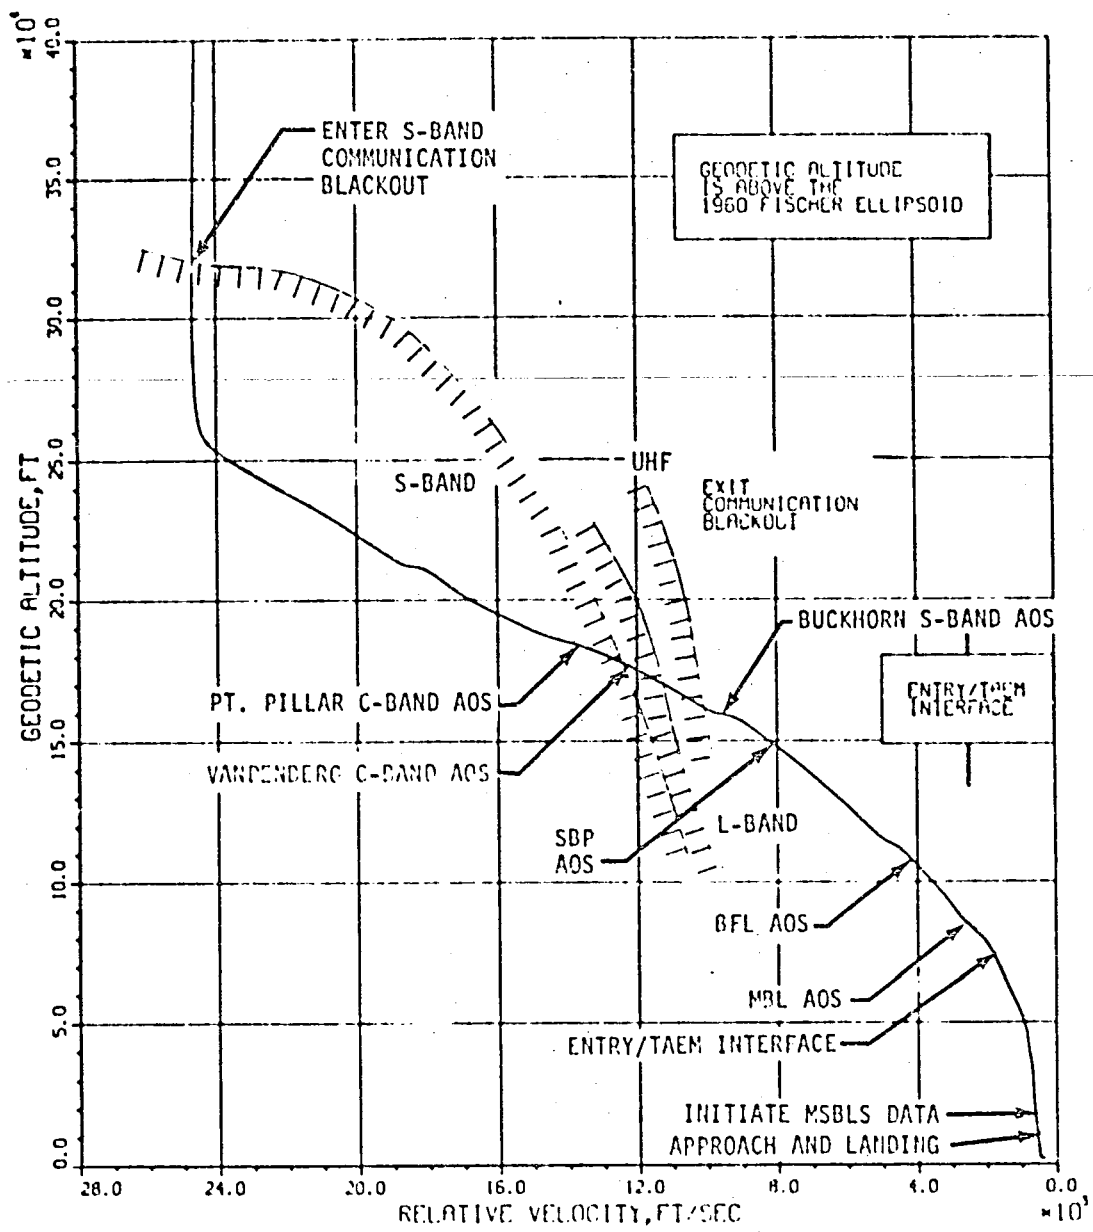 ×10⁴
40.0
35.0
30.0
25.0
20.0
15.0
10.0
5.0
0.0
GEODETIC ALTITUDE, FT
ENTER S-BAND
COMMUNICATION
BLACKOUT
GEODETIC ALTITUDE
IS ABOVE THE
1960 FISCHER ELLIPSOID
S-BAND
UHF
EXIT
COMMUNICATION
BLACKOUT
BUCKHORN S-BAND AOS
PT. PILLAR C-BAND AOS
ENTRY/TAEM
INTERFACE
VANDENBERG C-BAND AOS
SBP
AOS
L-BAND
BFL AOS
MBL AOS
ENTRY/TAEM INTERFACE
INITIATE MSBLS DATA
APPROACH AND LANDING
28.0 24.0 20.0 16.0 12.0 8.0 4.0 0.0
RELATIVE VELOCITY, FT/SEC
×10³